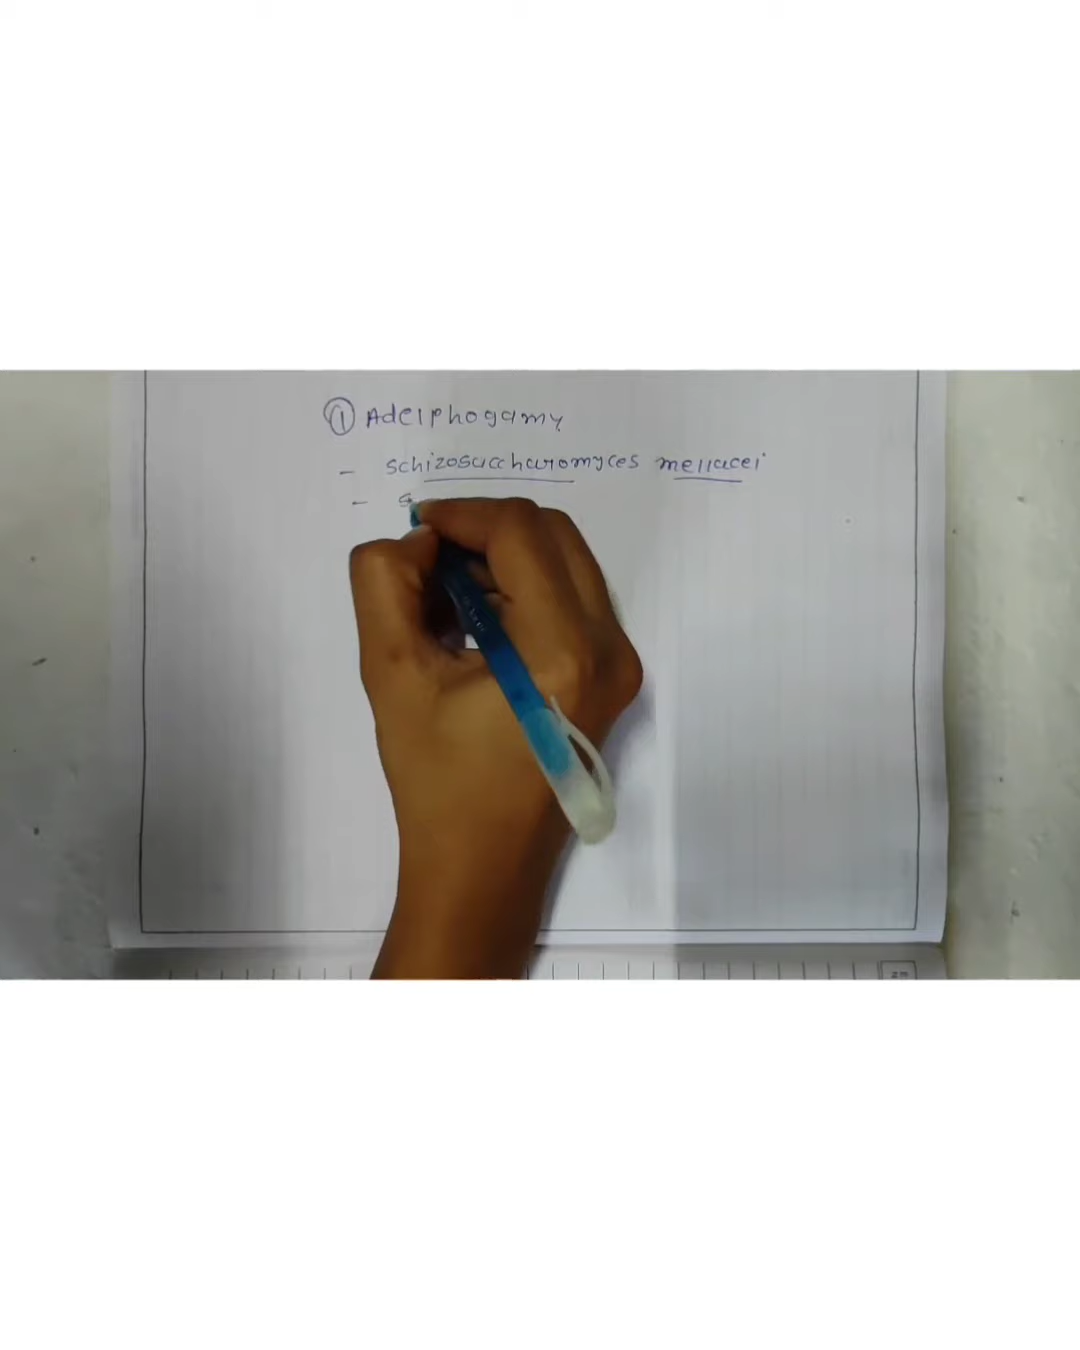 ① Adelphogamy
- schizosaccharomyces mellacei
- s